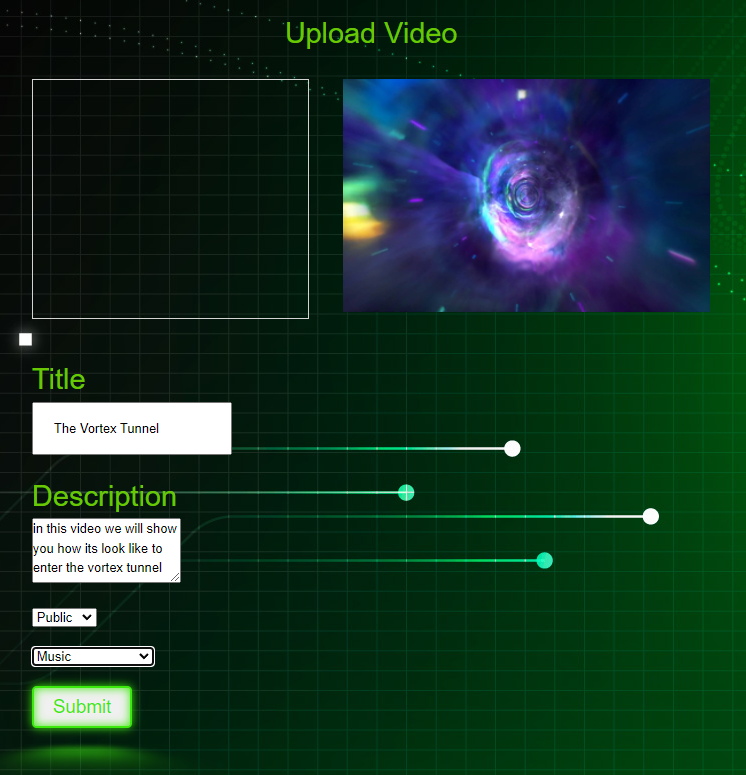 Upload Video
Title
The Vortex Tunnel
Description
in this video we will show
you how its look like to
enter the vortex tunnel
Public
Music
Submit